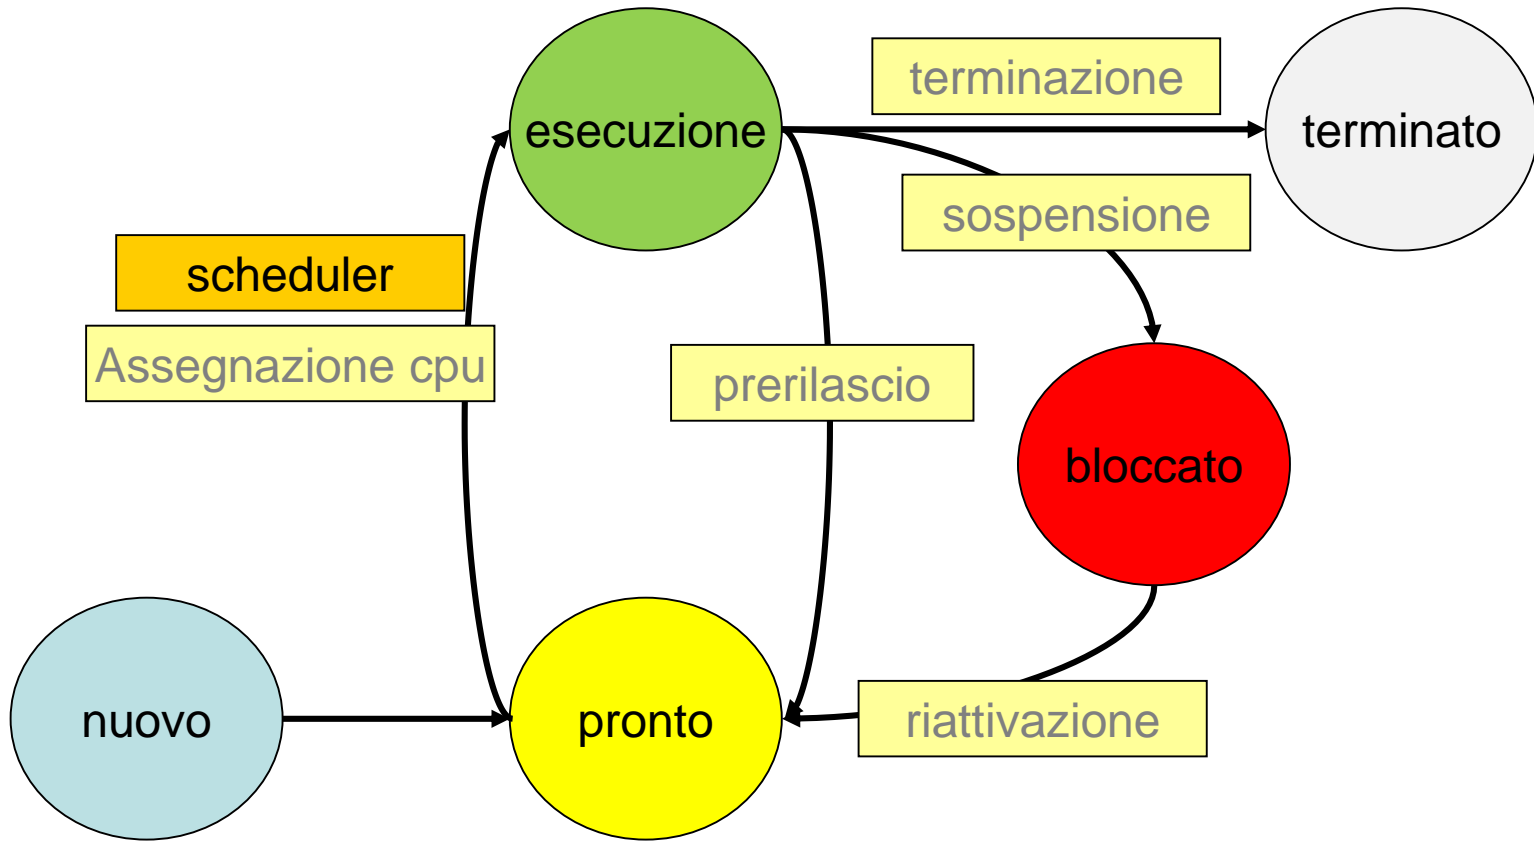 terminazione
esecuzione
terminato
sospensione
scheduler
Assegnazione cpu
prerilascio
bloccato
nuovo
pronto
riattivazione